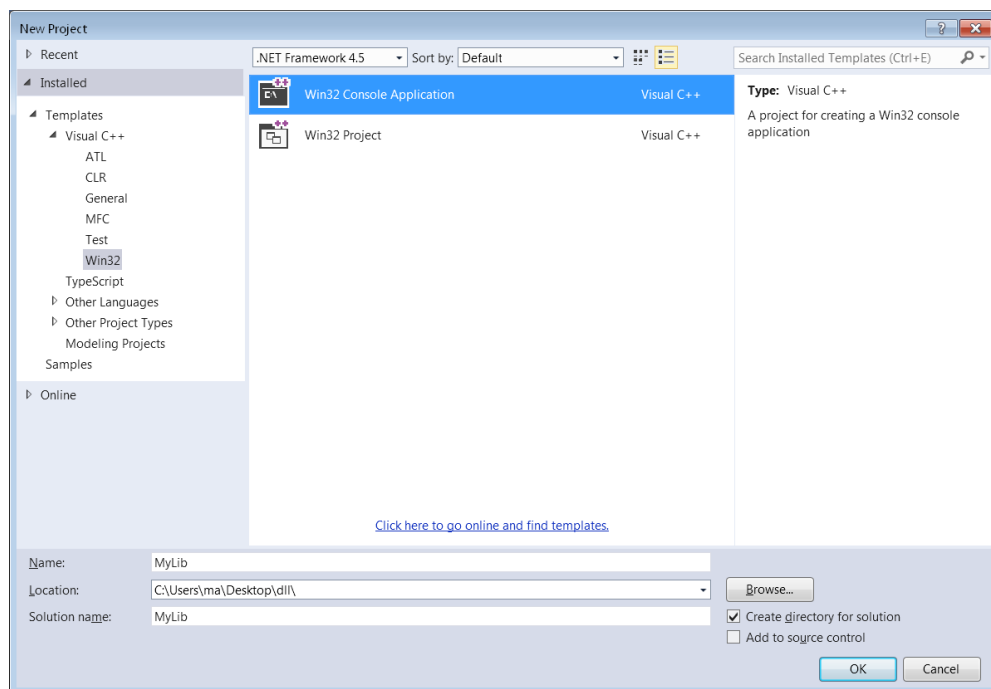 New Project
Recent
.NET Framework 4.5 Sort by: Default
Search Installed Templates (Ctrl+E)
Installed
Templates
Visual C++
ATL
CLR
General
MFC
Test
Win32
TypeScript
Other Languages
Other Project Types
Modeling Projects
Samples
Online
Win32 Console Application Visual C++
Win32 Project Visual C++
Type: Visual C++
A project for creating a Win32 console
application
Click here to go online and find templates.
Name: MyLib
Location: C:\Users\ma\Desktop\dll\
Browse...
Solution name: MyLib
Create directory for solution
Add to source control
OK Cancel